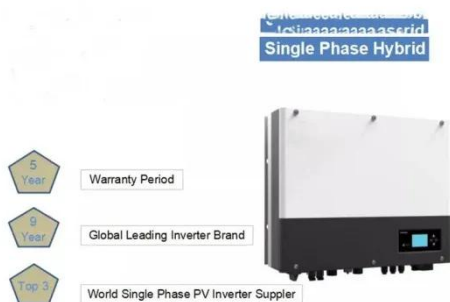 Single Phase Hybrid
5
Year
Warranty Period
9
Year
Global Leading Inverter Brand
Top 3
World Single Phase PV Inverter Suppler